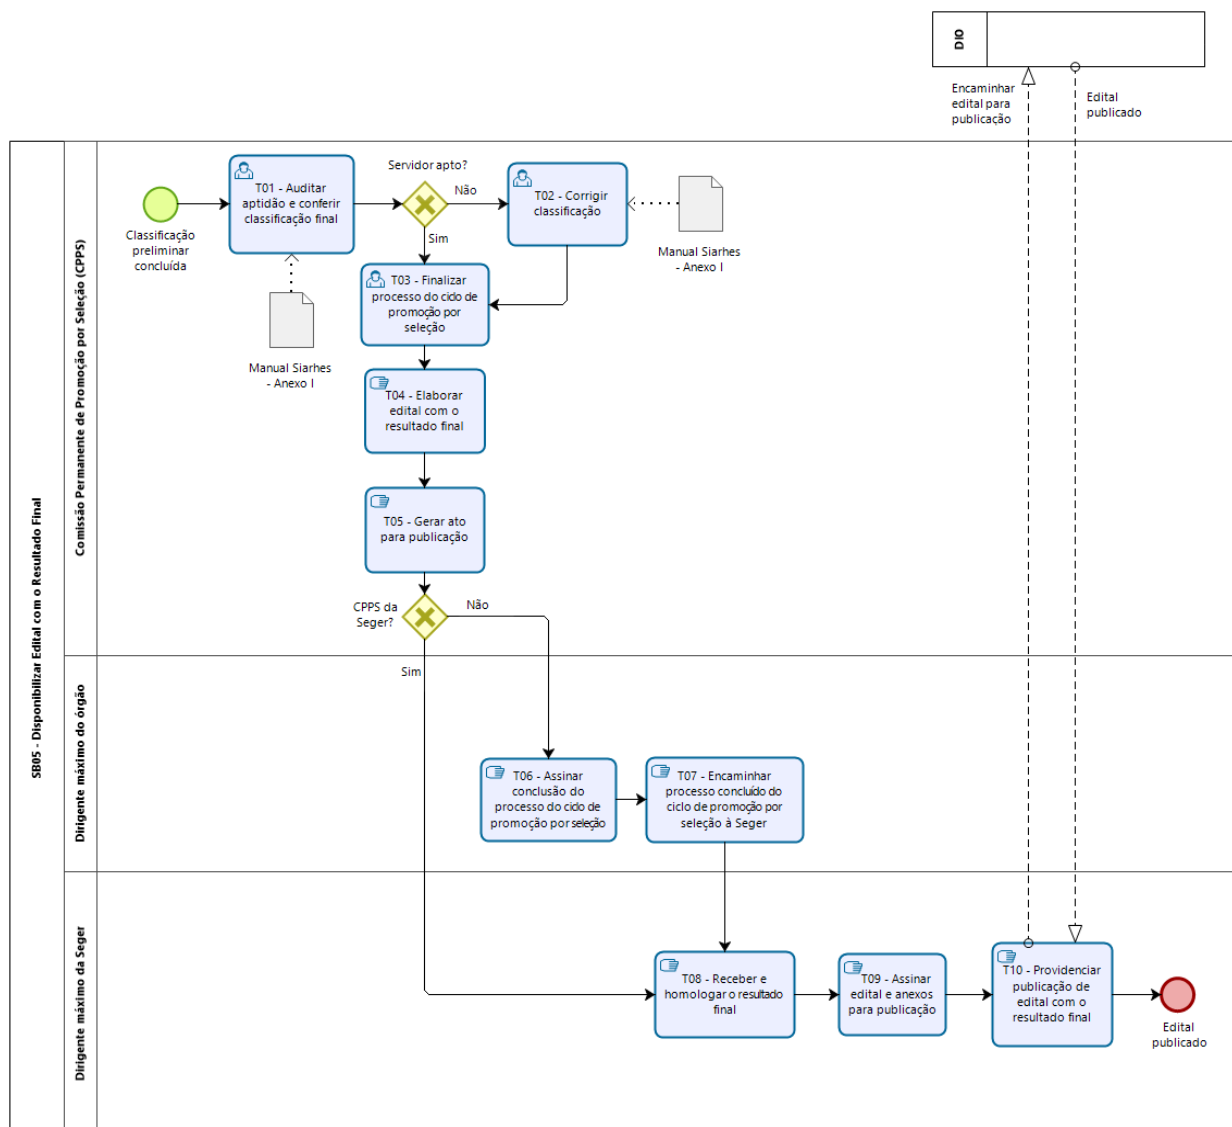 DIO
Encaminhar
edital para
publicação
Edital
publicado
SB05 - Disponibilizar Edital com o Resultado Final
Comissão Permanente de Promoção por Seleção (CPPS)
Classificação
preliminar
concluída
T01 - Auditar
aptidão e conferir
classificação final
Manual Siarhes
- Anexo I
Servidor apto?
Não
Sim
T02 - Corrigir
classificação
Manual Siarhes
- Anexo I
T03 - Finalizar
processo do ciclo de
promoção por
seleção
T04 - Elaborar
edital com o
resultado final
T05 - Gerar ato
para publicação
CPPS da
Seger?
Não
Sim
Dirigente máximo do órgão
T06 - Assinar
conclusão do
processo do ciclo de
promoção por seleção
T07 - Encaminhar
processo concluído do
ciclo de promoção por
seleção à Seger
Dirigente máximo da Seger
T08 - Receber e
homologar o resultado
final
T09 - Assinar
edital e anexos
para publicação
T10 - Providenciar
publicação de
edital com o
resultado final
Edital
publicado